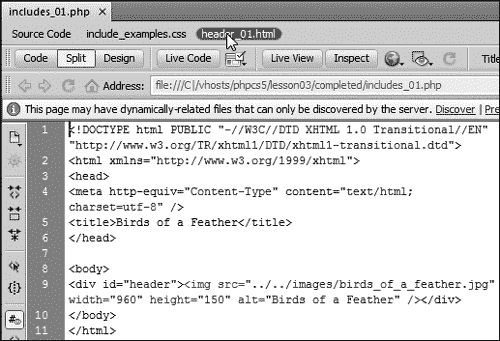 includes_01.php
Source Code include_examples.css header_01.html
Code Split Design Live Code Live View Inspect Title
Address: file:///C|/vhosts/phpcs5/lesson03/completed/includes_01.php
This page may have dynamically-related files that can only be discovered by the server. Discover | Pre
1 <!DOCTYPE html PUBLIC "-//W3C//DTD XHTML 1.0 Transitional//EN"
"http://www.w3.org/TR/xhtml1/DTD/xhtml1-transitional.dtd">
2 <html xmlns="http://www.w3.org/1999/xhtml">
3 <head>
4 <meta http-equiv="Content-Type" content="text/html;
charset=utf-8" />
5 <title>Birds of a Feather</title>
6 </head>
7
8 <body>
9 <div id="header"><img src="../../images/birds_of_a_feather.jpg"
width="960" height="150" alt="Birds of a Feather" /></div>
10 </body>
11 </html>